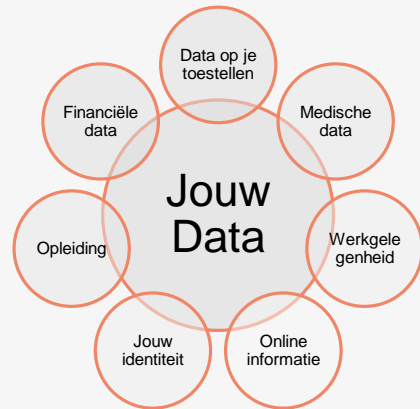 Data op je
toestellen
Medische
data
Werkgele
genheid
Online
informatie
Jouw
identiteit
Opleiding
Financiële
data
Jouw
Data